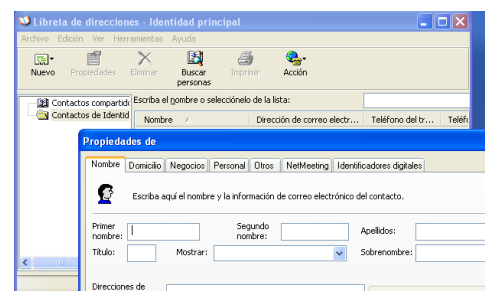 Libreta de direcciones - Identidad principal
Archivo Edición Ver Herramientas Ayuda
Nuevo Propiedades Eliminar Buscar personas Imprimir Acción
Escriba el nombre o selecciónelo de la lista:
Contactos compartid
Contactos de Identid
Nombre Dirección de correo electr... Teléfono del tr... Teléfo
Propiedades de
Nombre Domicilio Negocios Personal Otros NetMeeting Identificadores digitales
Escriba aquí el nombre y la información de correo electrónico del contacto.
Primer nombre: Segundo nombre: Apellidos:
Título: Mostrar: Sobrenombre:
Direcciones de